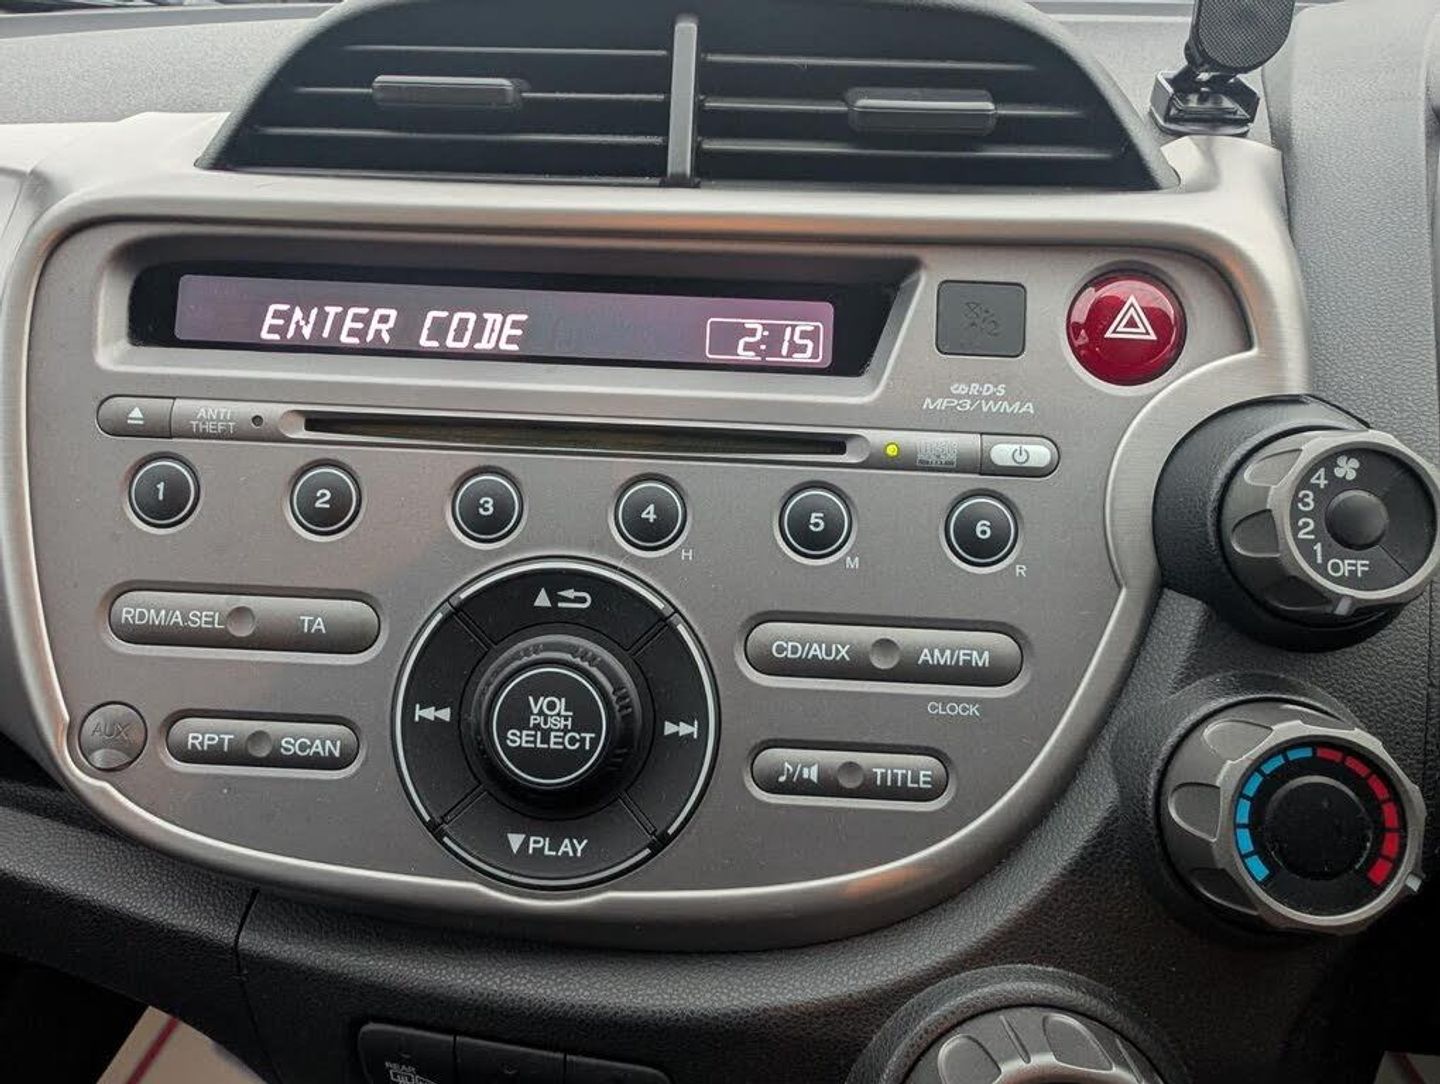 ENTER CODE 2:15
R·D·S
MP3/WMA
ANTI
THEFT
1 2 3 4 5 6
H M R
4
3
2
1
OFF
RDM/A.SEL TA
CD/AUX AM/FM
CLOCK
VOL
PUSH
SELECT
AUX
RPT SCAN
TITLE
PLAY
REAR